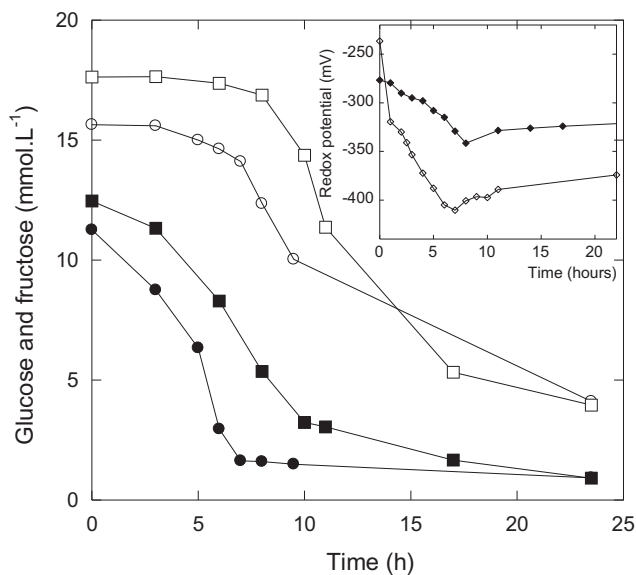 20
15
10
5
0
Glucose and fructose (mmol.L-1)
0 5 10 15 20 25
Time (h)
-250
-300
-350
-400
Redox potential (mV)
0 5 10 15 20
Time (hours)